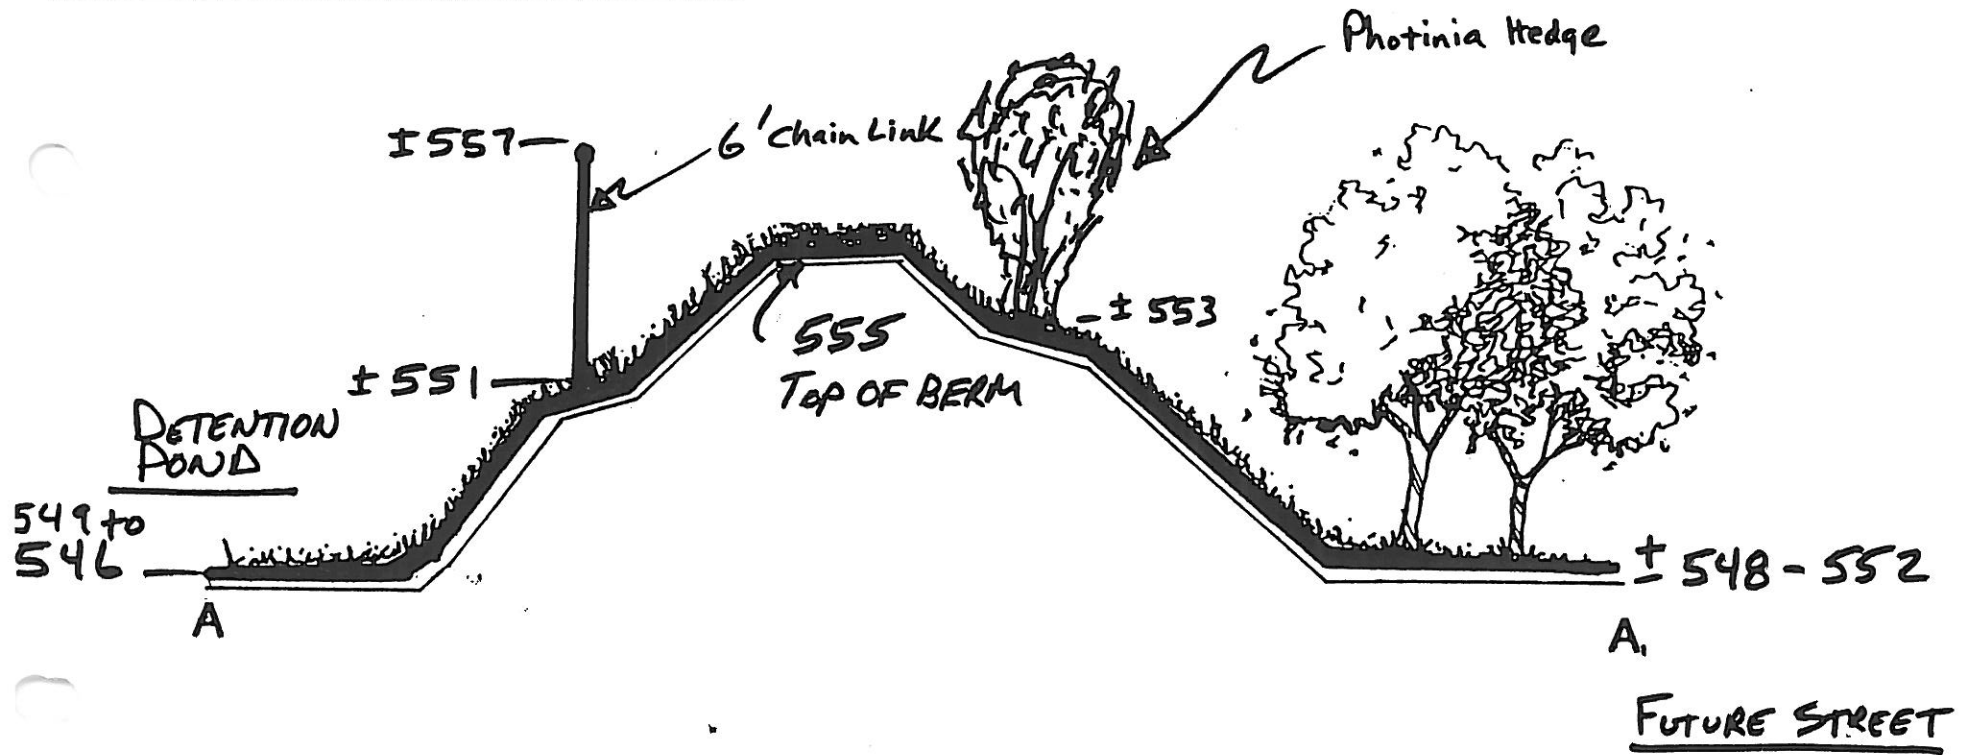 Photinia Hedge
±557
6' Chain Link
±553
555
TOP OF BERM
±551
DETENTION
POND
549 to
546
± 548 - 552
A
A.
FUTURE STREET